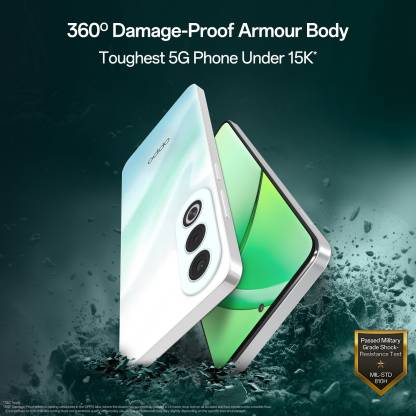 360° Damage-Proof Armour Body
Toughest 5G Phone Under 15K*
oppo
Passed Military
Grade Shock-
Resistance Test
MIL-STD
810H